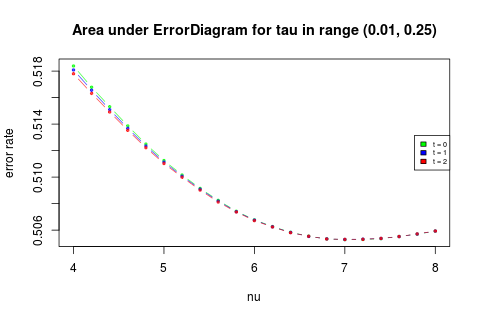 Area under ErrorDiagram for tau in range (0.01, 0.25)
error rate
0.518
0.514
0.510
0.506
t = 0
t = 1
t = 2
4 5 6 7 8
nu